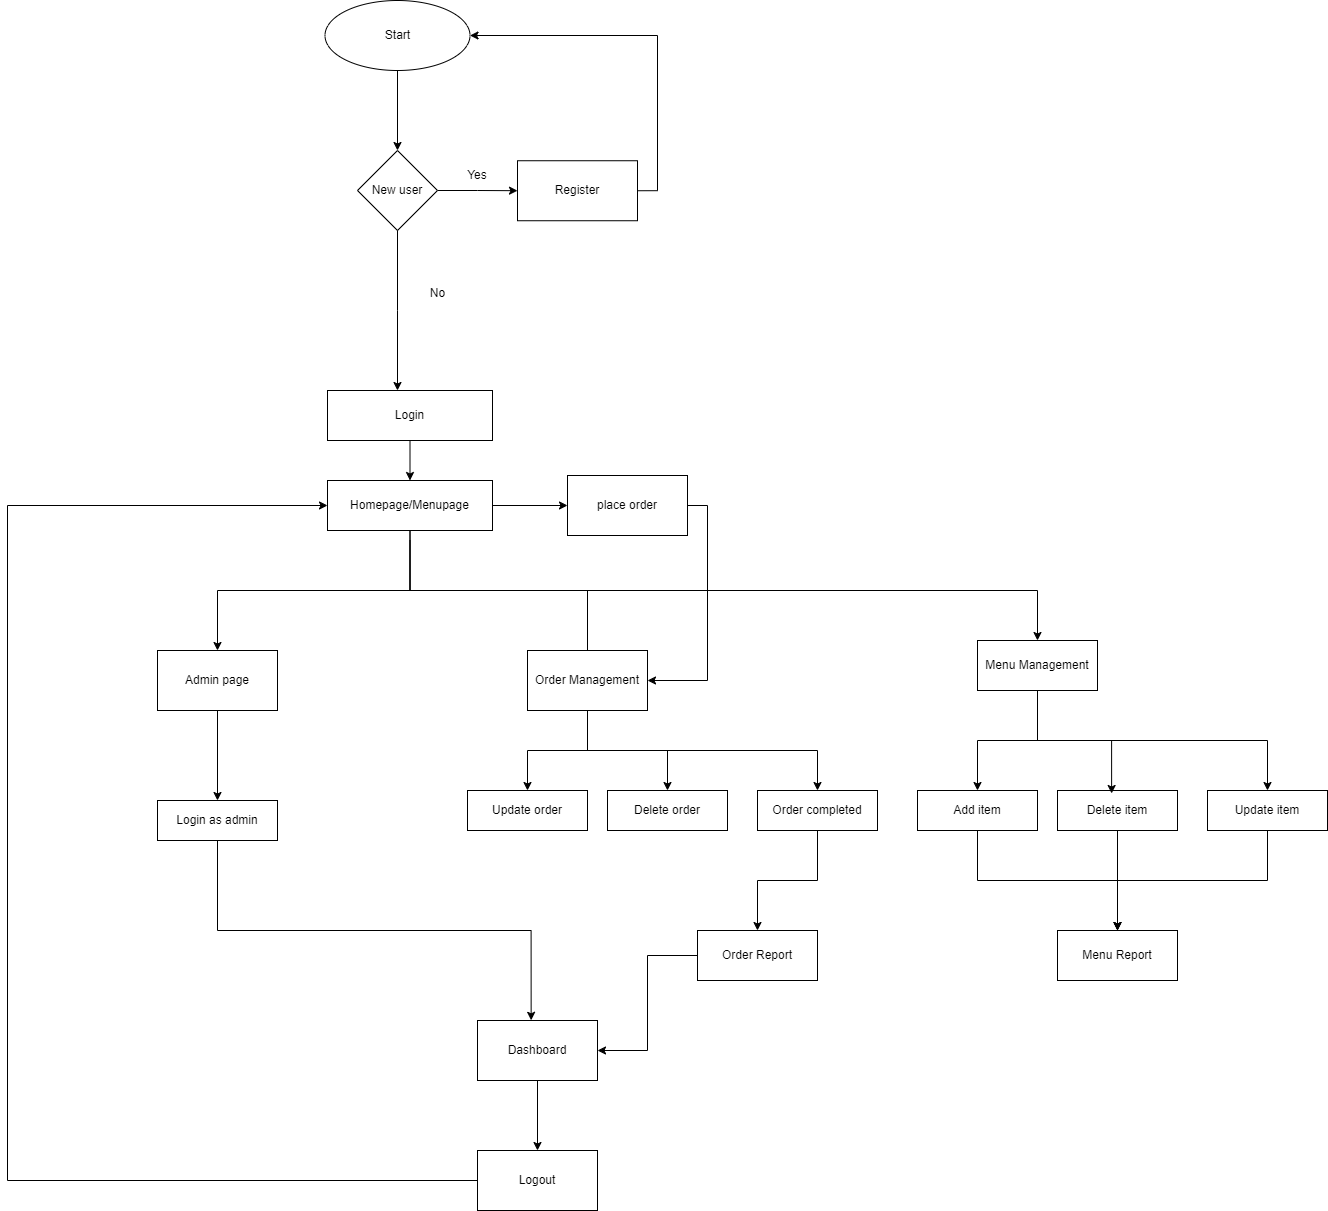 Start
New user
Yes
Register
No
Login
Homepage/Menupage
place order
Admin page
Order Management
Menu Management
Login as admin
Update order
Delete order
Order completed
Add item
Delete item
Update item
Order Report
Menu Report
Dashboard
Logout